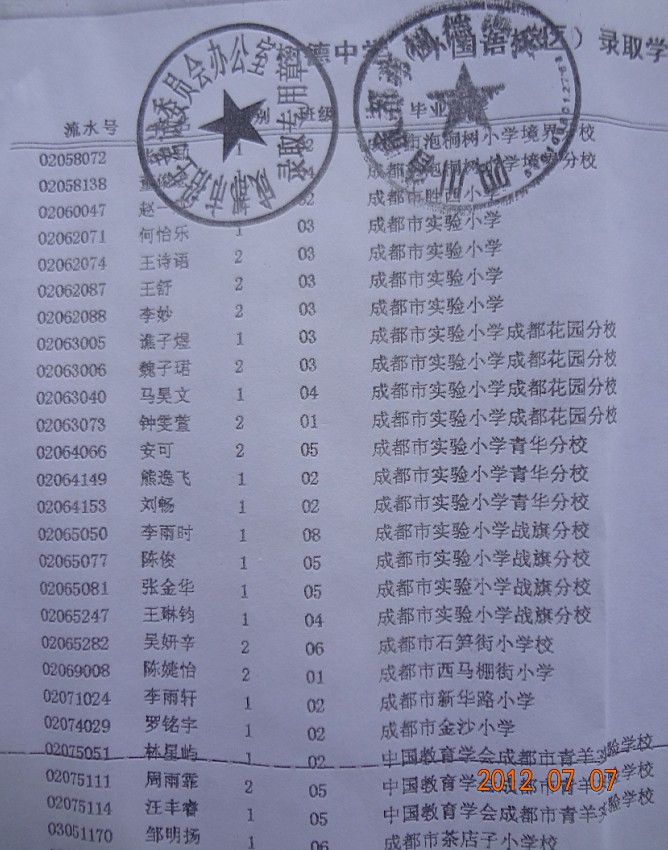 德中学 外国语校区）录取学
流水号 别 班级 毕业
02058072 1 泡桐树小学境界分校
02058138 泡桐树小学境界分校
02060047 赵一 02 成都市胜西小
02062071 何怡乐 1 03 成都市实验小学
02062074 王诗语 2 03 成都市实验小学
02062087 王舒 2 03 成都市实验小学
02062088 李妙 2 03 成都市实验小学
02063005 谯子煜 1 03 成都市实验小学成都花园分校
02063006 魏子珺 2 03 成都市实验小学成都花园分校
02063040 马昊文 1 04 成都市实验小学成都花园分校
02063073 钟雯萱 2 01 成都市实验小学成都花园分校
02064066 安可 2 05 成都市实验小学青华分校
02064149 熊逸飞 1 02 成都市实验小学青华分校
02064153 刘畅 1 02 成都市实验小学青华分校
02065050 李雨时 1 08 成都市实验小学战旗分校
02065077 陈俊 1 05 成都市实验小学战旗分校
02065081 张金华 1 05 成都市实验小学战旗分校
02065247 王琳钧 1 04 成都市实验小学战旗分校
02065282 吴妍辛 2 06 成都市石笋街小学校
02069008 陈婕怡 2 01 成都市西马棚街小学
02071024 李雨轩 1 02 成都市新华路小学
02074029 罗铭宇 1 02 成都市金沙小学
02075051 林星屿 1 02 中国教育学会成都市青羊实验学校
02075111 周雨霏 2 05 中国教育学会成都市青羊实验学校
02075114 汪丰睿 1 05 中国教育学会成都市青羊实验学校
03051170 邹明扬 1 06 成都市茶店子小学校
委员会办公室
录取专用章
2012 07 07